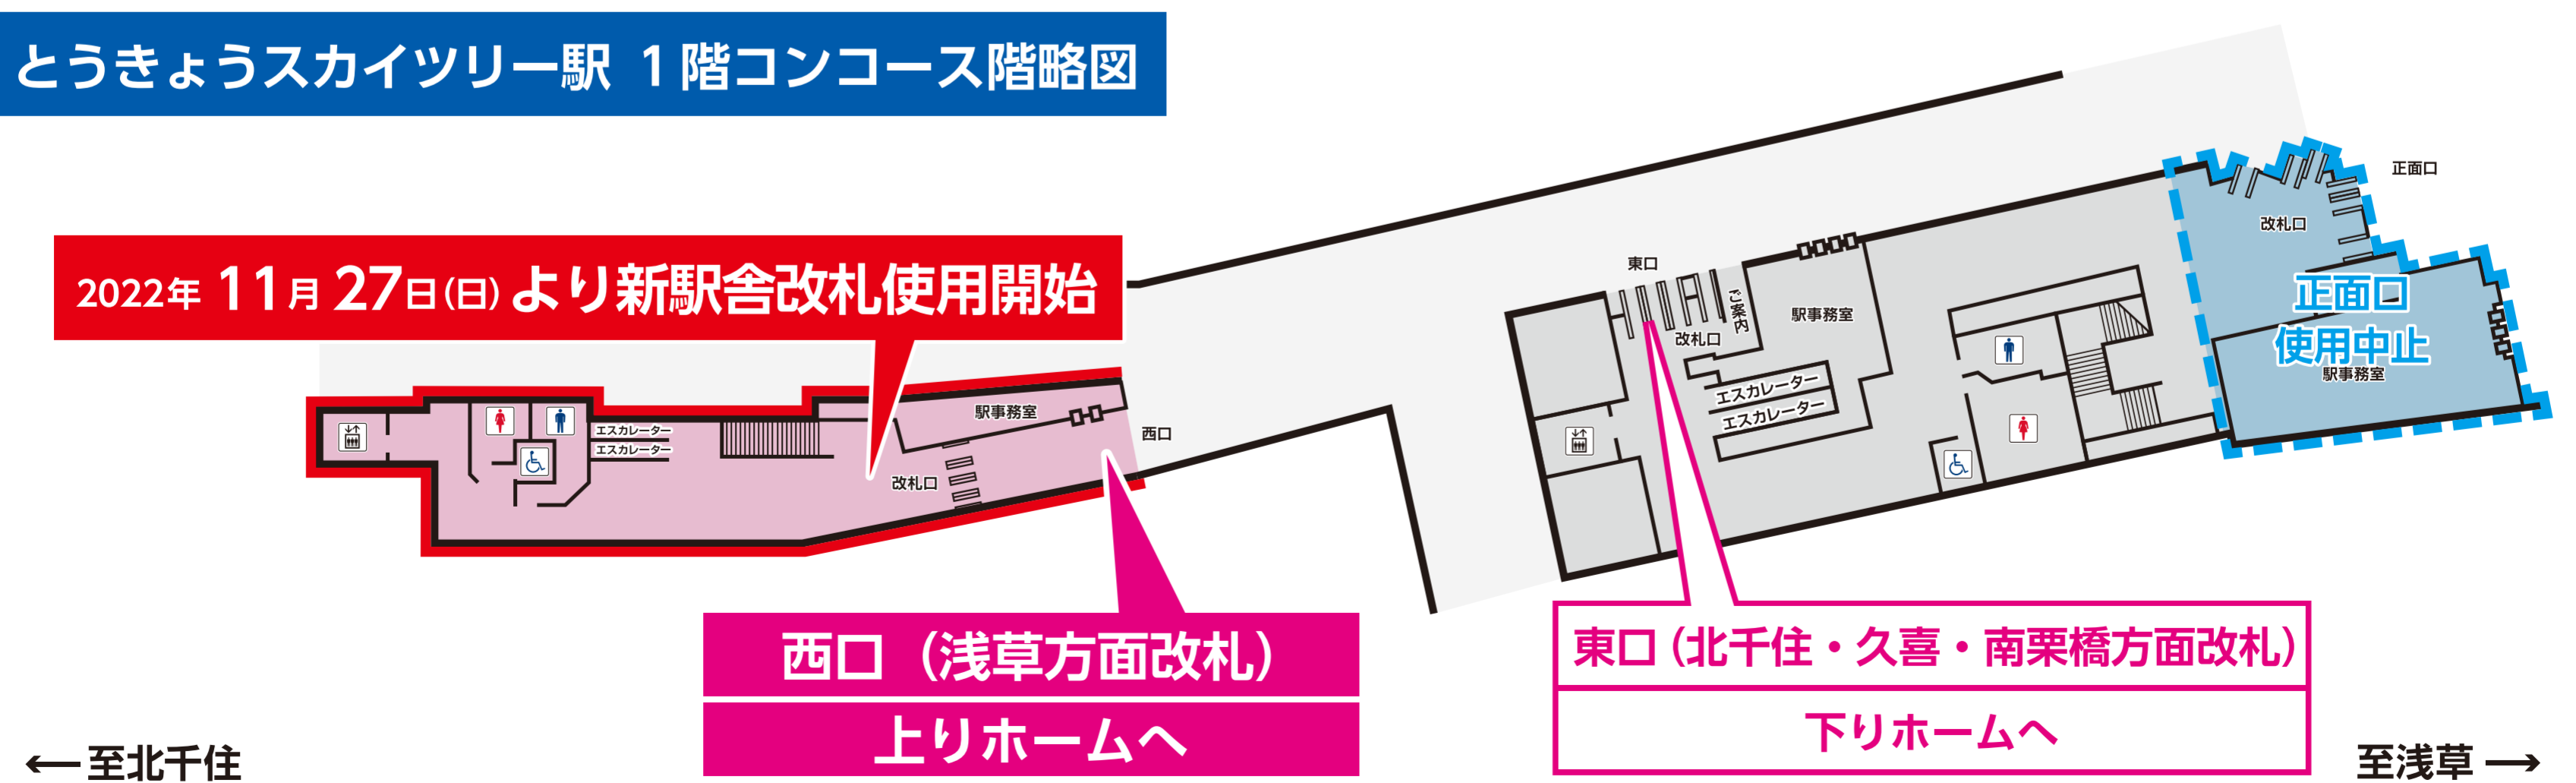 とうきょうスカイツリー駅 1階コンコース階略図
2022年 11月27日(日)より新駅舎改札使用開始
エスカレーター
エスカレーター
駅事務室
改札口
西口
西口(浅草方面改札)
上りホームへ
東口
改札口
ご案内
駅事務室
エスカレーター
エスカレーター
東口(北千住・久喜・南栗橋方面改札)
下りホームへ
正面口
改札口
正面口
使用中止
駅事務室
←至北千住
至浅草→